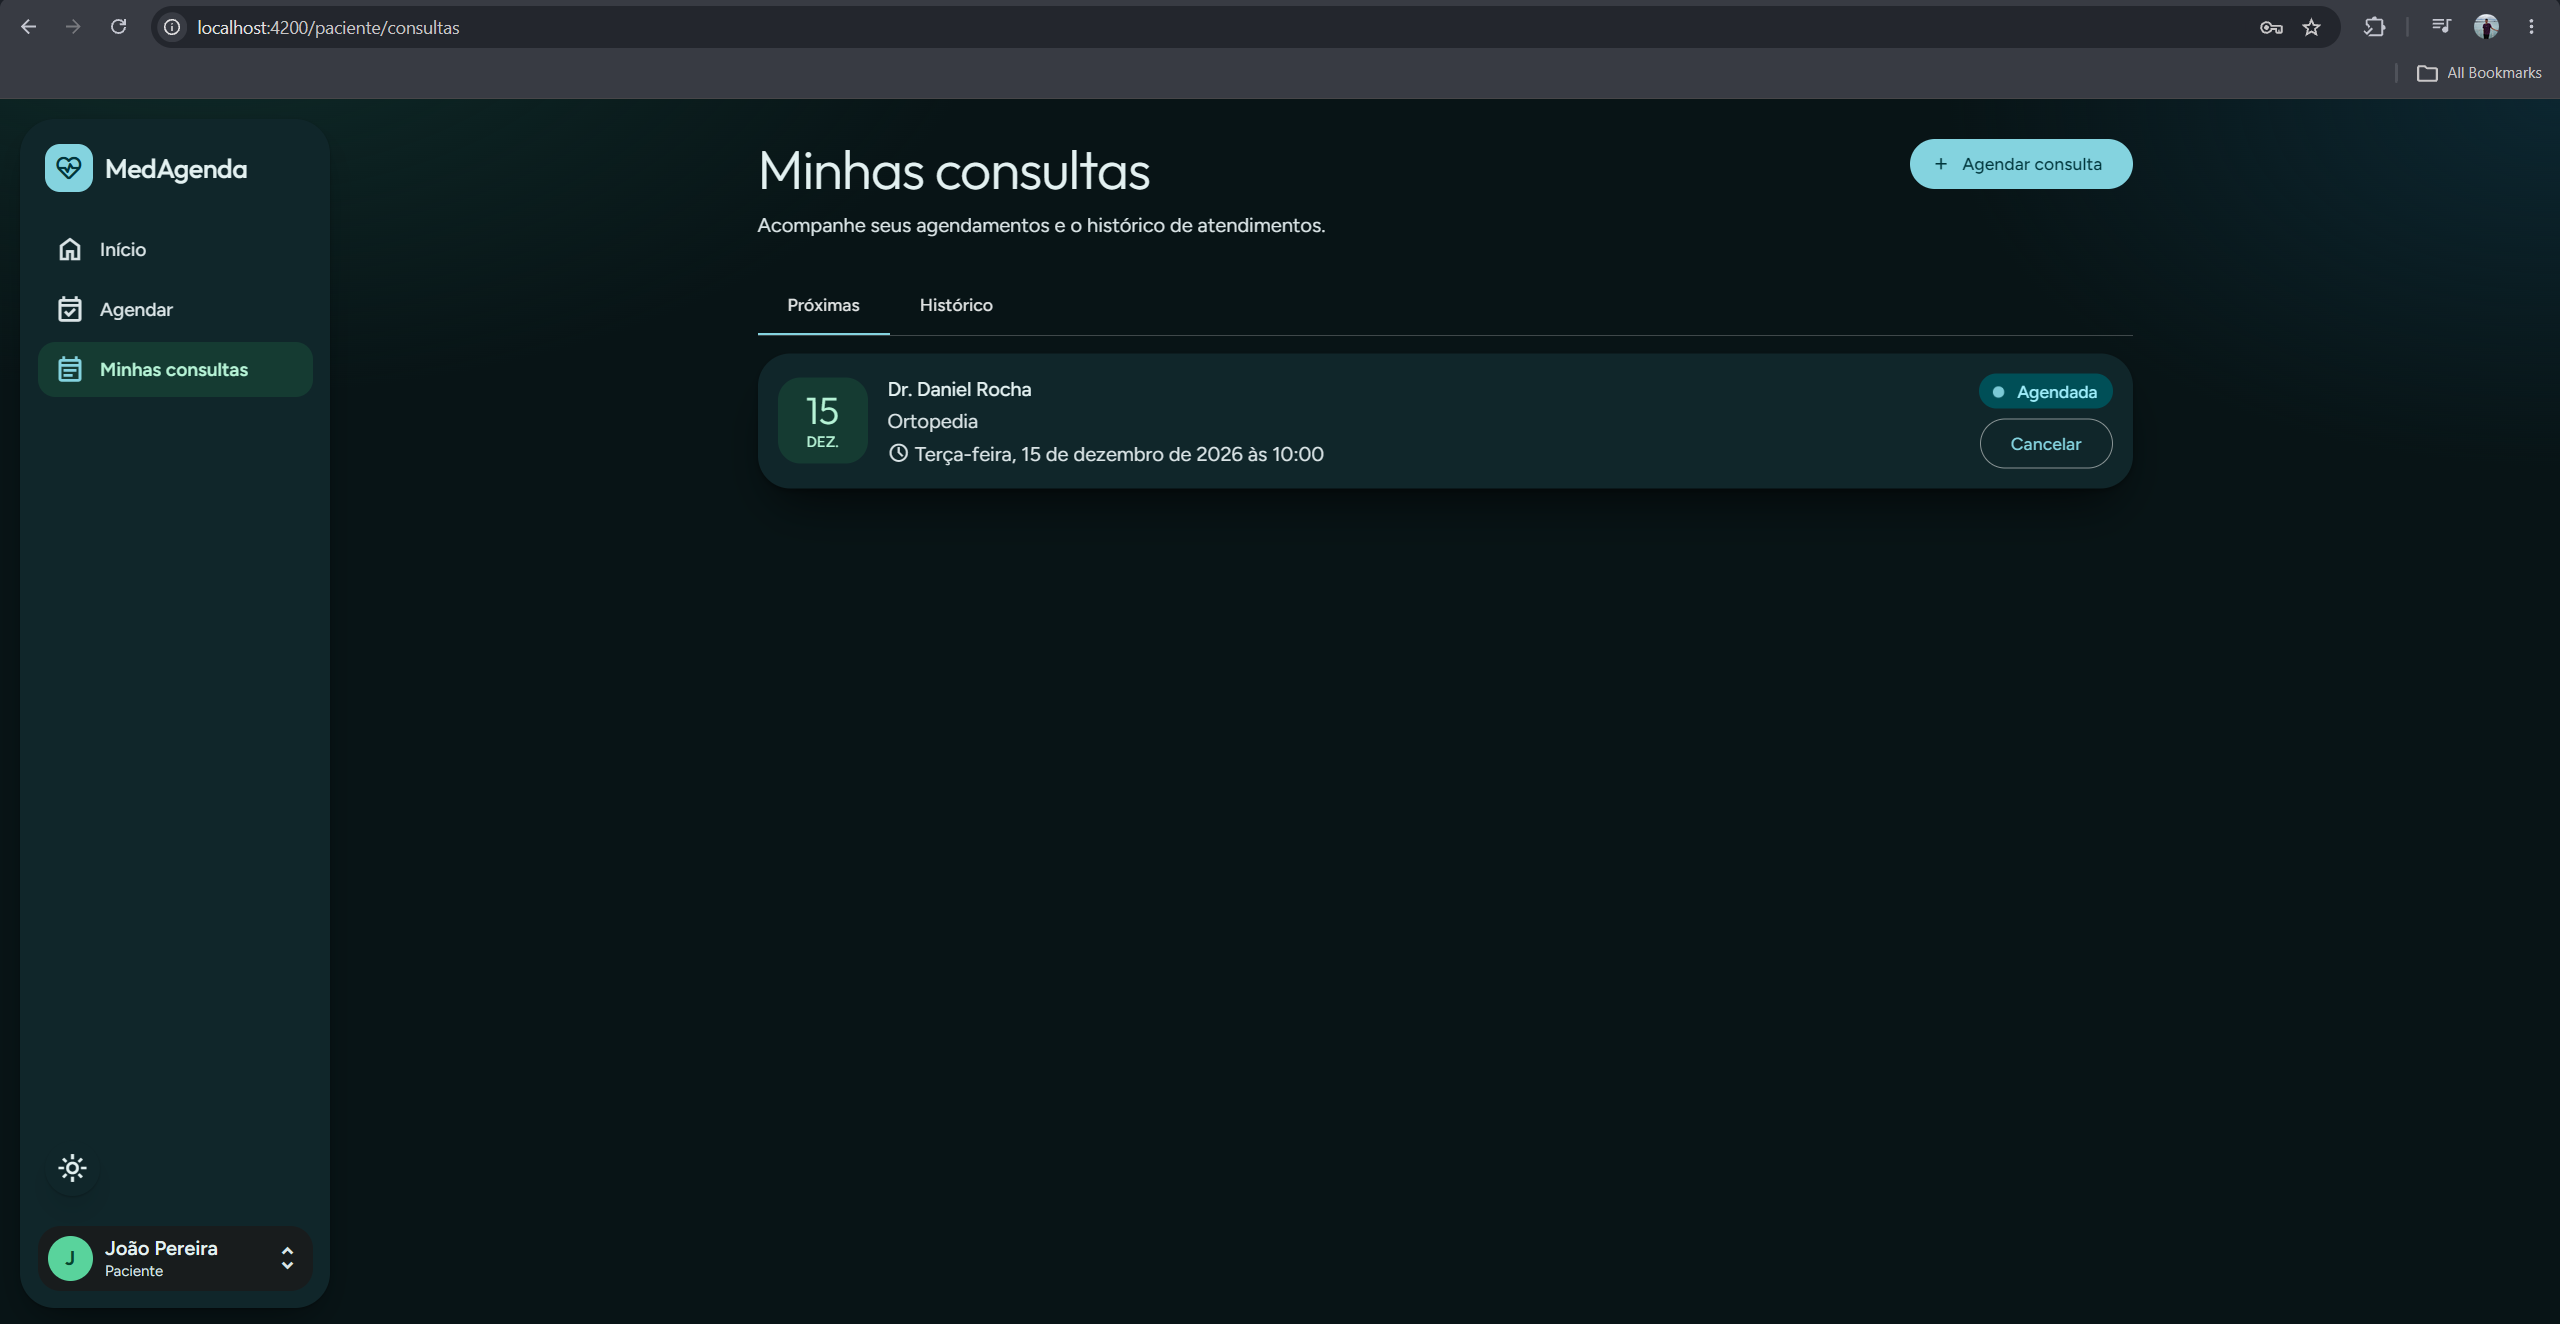 localhost:4200/paciente/consultas
All Bookmarks
MedAgenda
Início
Agendar
Minhas consultas
João Pereira
J
Paciente
Minhas consultas
+ Agendar consulta
Acompanhe seus agendamentos e o histórico de atendimentos.
Próximas
Histórico
15
DEZ.
Dr. Daniel Rocha
Ortopedia
Terça-feira, 15 de dezembro de 2026 às 10:00
Agendada
Cancelar